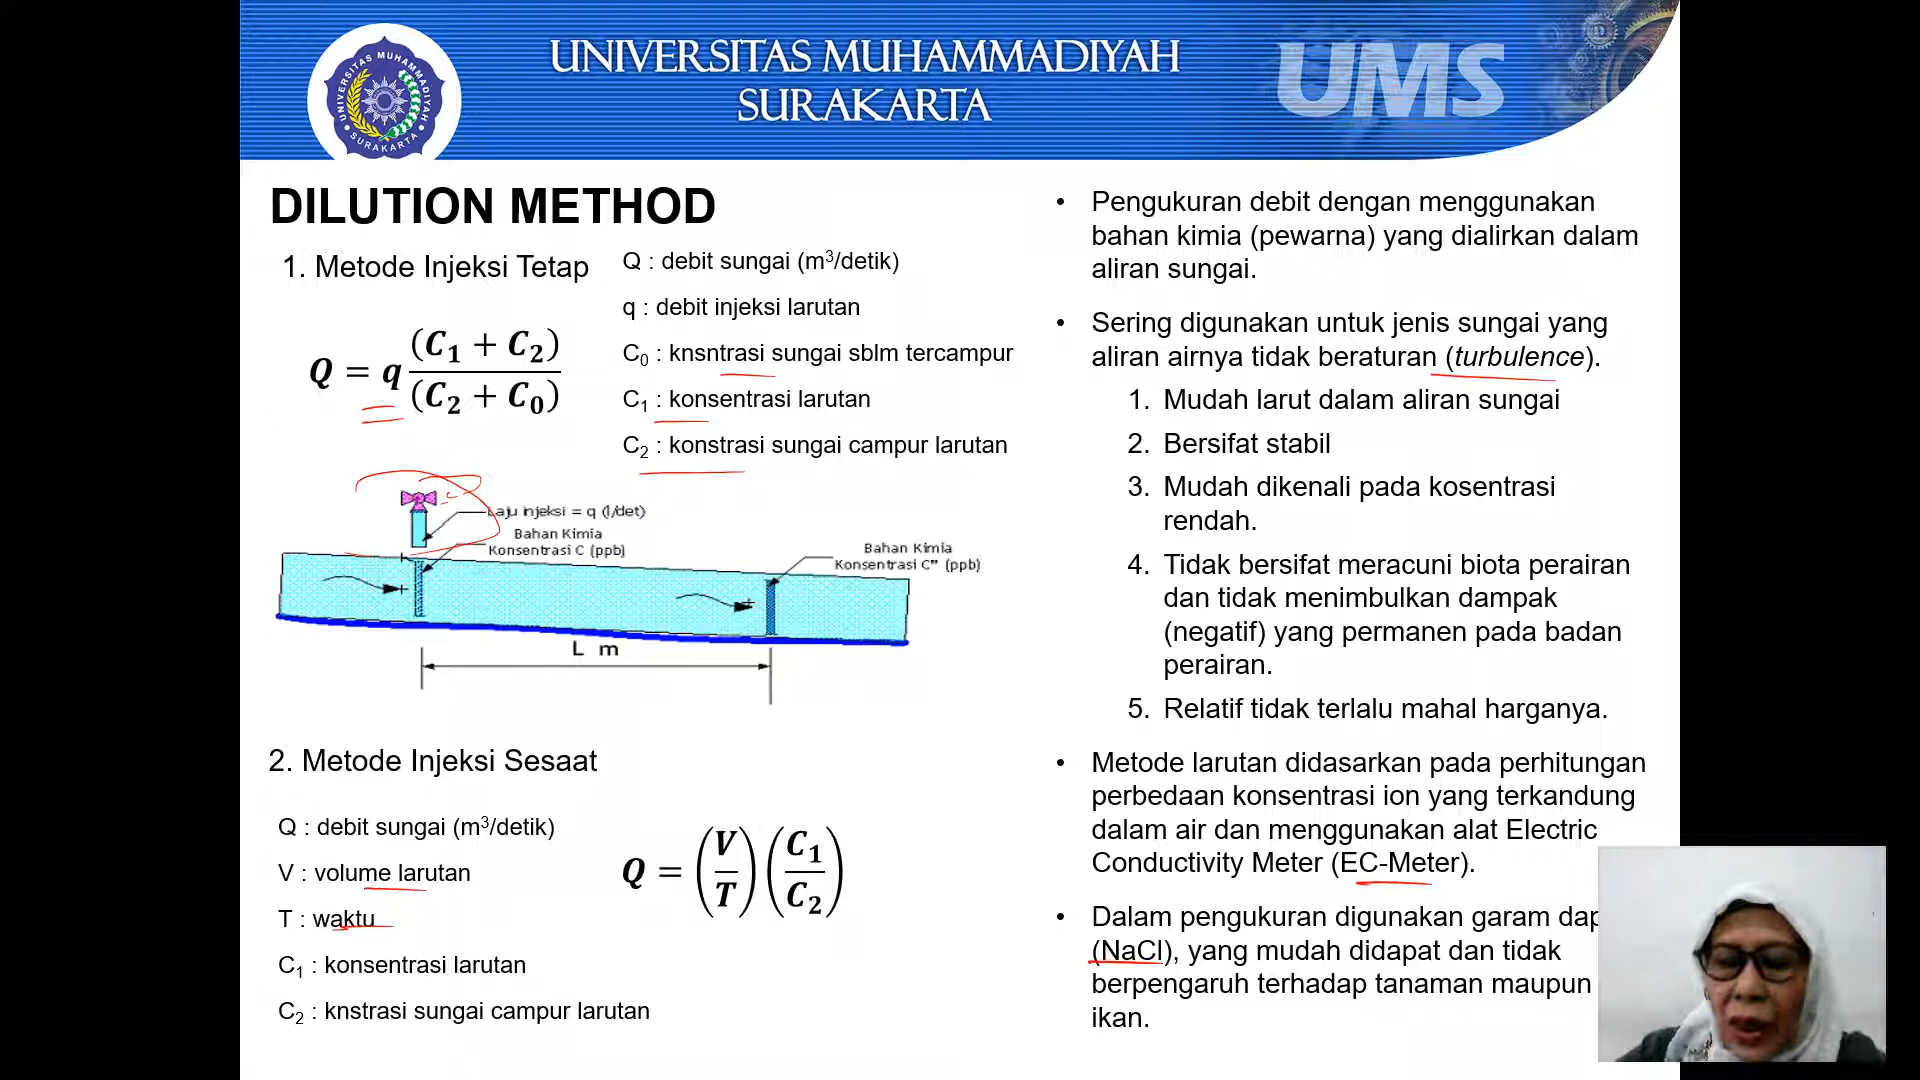 UNIVERSITAS MUHAMMADIYAH
SURAKARTA
UMS
UNIVERSITAS MUHAMMADIYAH
SURAKARTA
DILUTION METHOD
1. Metode Injeksi Tetap
Q = q (C₁ + C₂) / (C₂ + C₀)
Q : debit sungai (m³/detik)
q : debit injeksi larutan
C₀ : knsntrasi sungai sblm tercampur
C₁ : konsentrasi larutan
C₂ : konstrasi sungai campur larutan
Laju injeksi = q (l/det)
Bahan Kimia
Konsentrasi C (ppb)
Bahan Kimia
Konsentrasi C" (ppb)
L m
2. Metode Injeksi Sesaat
Q : debit sungai (m³/detik)
V : volume larutan
T : waktu
C₁ : konsentrasi larutan
C₂ : knstrasi sungai campur larutan
Q = (V/T) (C₁/C₂)
• Pengukuran debit dengan menggunakan
bahan kimia (pewarna) yang dialirkan dalam
aliran sungai.
• Sering digunakan untuk jenis sungai yang
aliran airnya tidak beraturan (turbulence).
1. Mudah larut dalam aliran sungai
2. Bersifat stabil
3. Mudah dikenali pada kosentrasi
rendah.
4. Tidak bersifat meracuni biota perairan
dan tidak menimbulkan dampak
(negatif) yang permanen pada badan
perairan.
5. Relatif tidak terlalu mahal harganya.
• Metode larutan didasarkan pada perhitungan
perbedaan konsentrasi ion yang terkandung
dalam air dan menggunakan alat Electric
Conductivity Meter (EC-Meter).
• Dalam pengukuran digunakan garam dap
(NaCl), yang mudah didapat dan tidak
berpengaruh terhadap tanaman maupun
ikan.